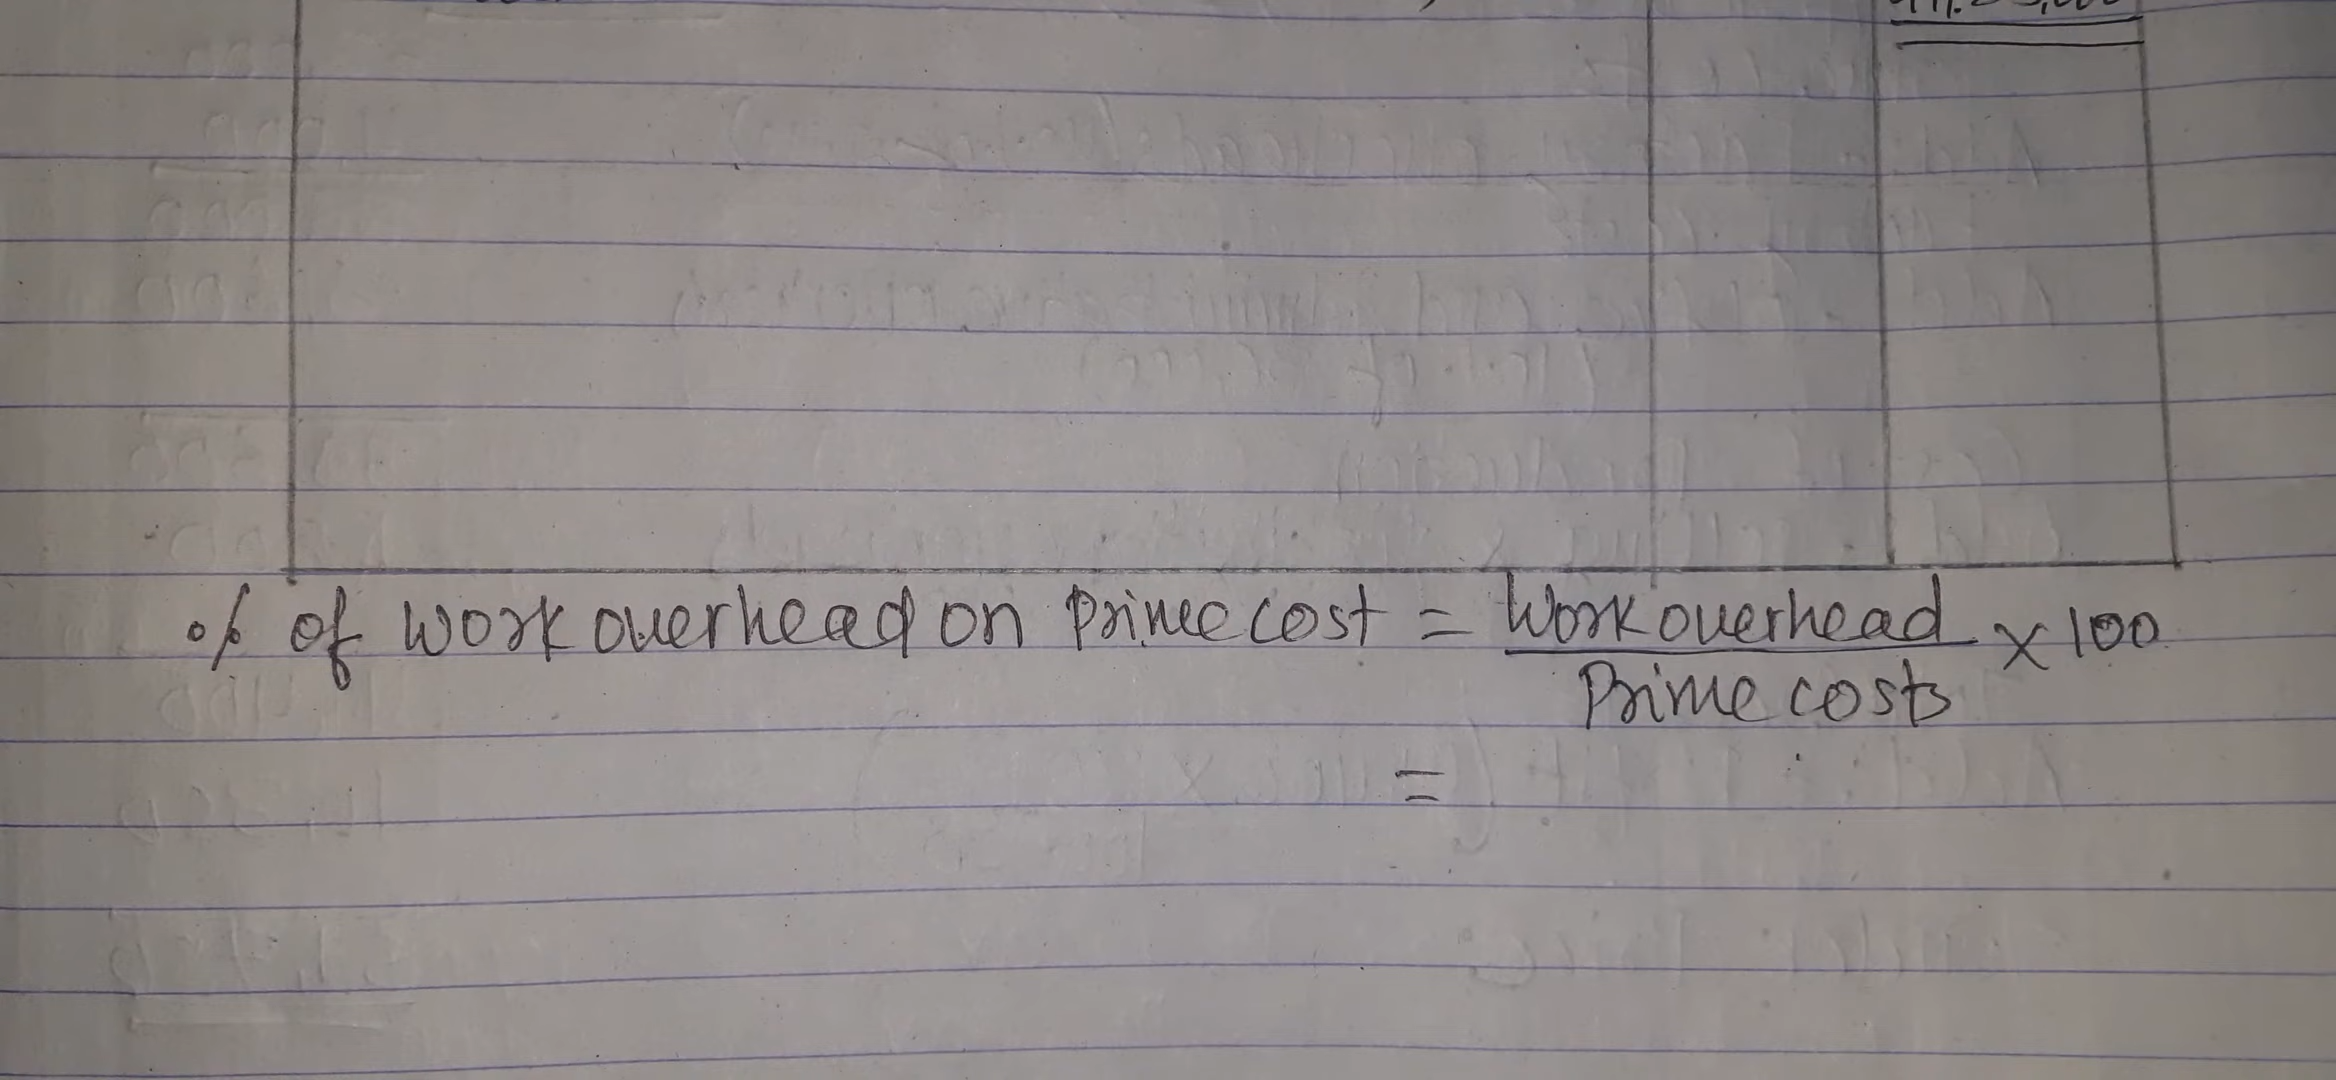 % of work overhead on Prime cost = Work overhead / Prime costs × 100
=